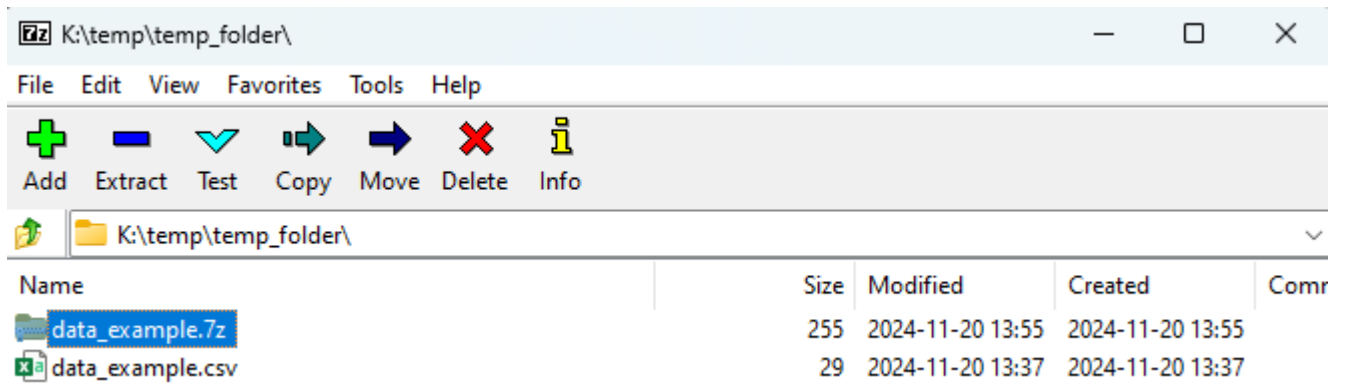 7z K:\temp\temp_folder\
File Edit View Favorites Tools Help
Add Extract Test Copy Move Delete Info
K:\temp\temp_folder\
Name Size Modified Created Comm
data_example.7z 255 2024-11-20 13:55 2024-11-20 13:55
data_example.csv 29 2024-11-20 13:37 2024-11-20 13:37